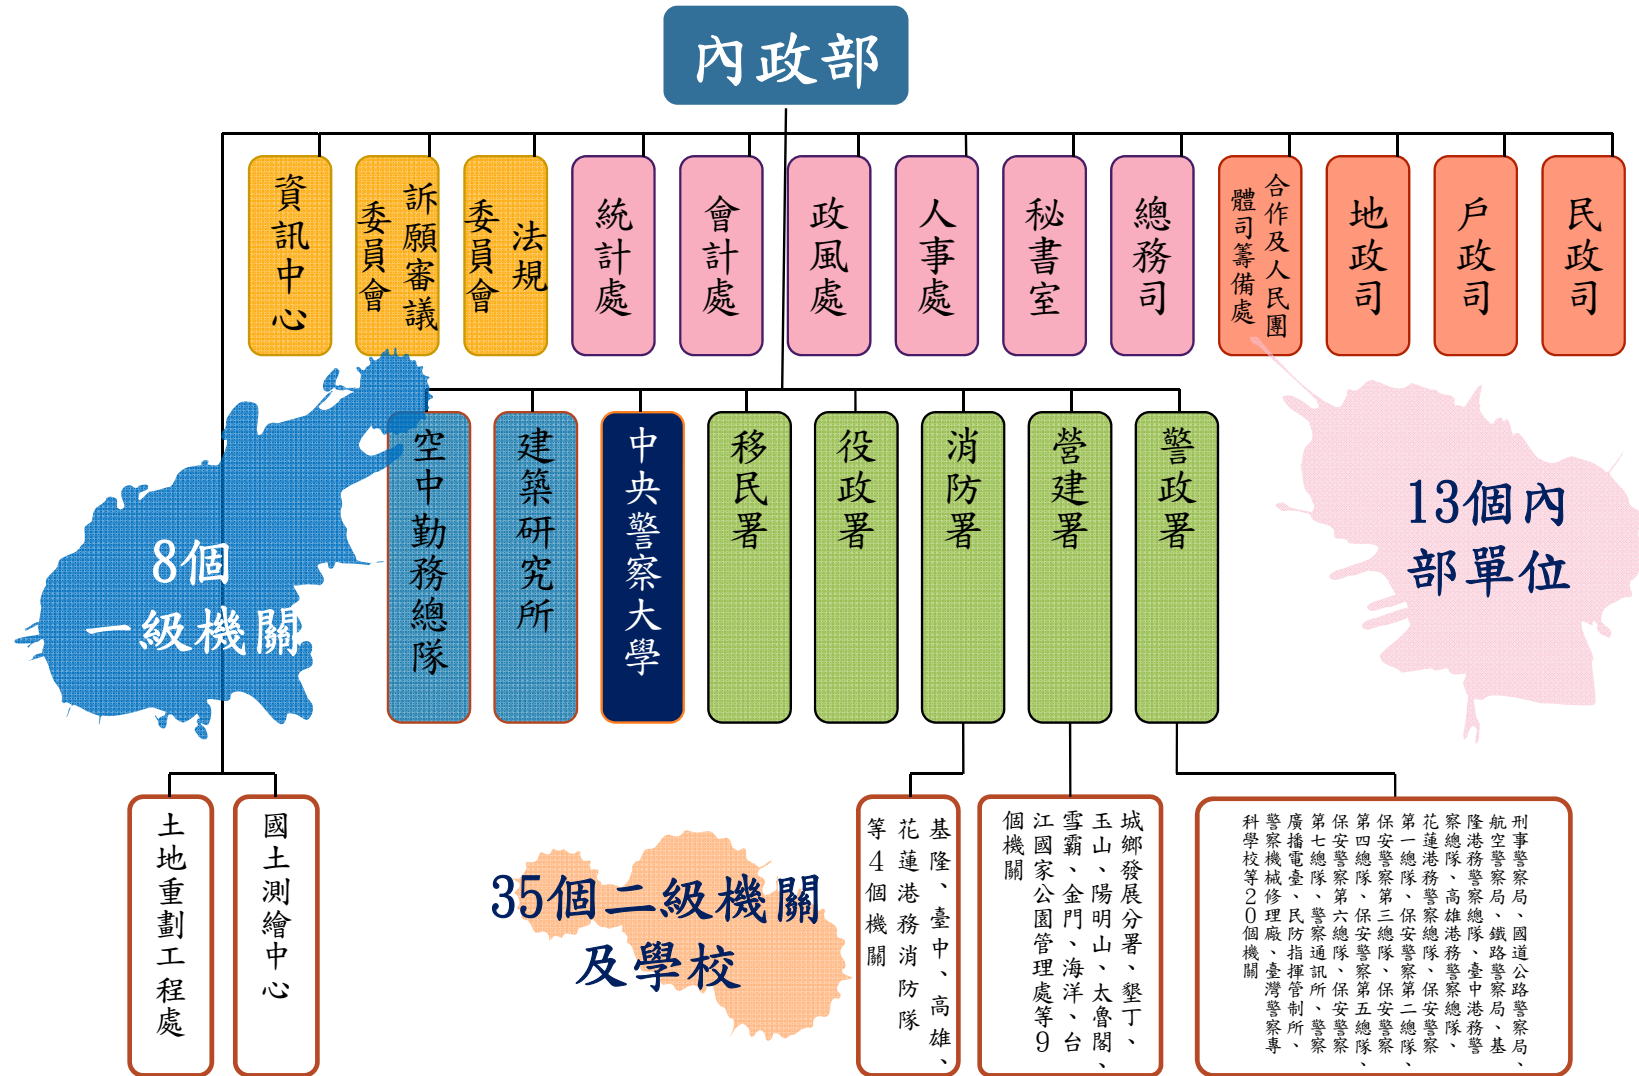 內政部
民政司
戶政司
地政司
合作及人民團
體司籌備處
總務司
秘書室
人事處
政風處
會計處
統計處
法規
委員會
訴願審議
委員會
資訊中心
警政署
營建署
消防署
役政署
移民署
中央警察大學
建築研究所
空中勤務總隊
13個內
部單位
8個
一級機關
刑事警察局、國道公路警察局、
航空警察局、鐵路警察局、基
隆港務警察總隊、臺中港務警
察總隊、高雄港務警察總隊、
花蓮港務警察總隊、保安警察
第一總隊、保安警察第二總隊、
保安警察第三總隊、保安警察
第四總隊、保安警察第五總隊、
保安警察第六總隊、保安警察
第七總隊、警察通訊所、警察
廣播電臺、民防指揮管制所、
警察機械修理廠、臺灣警察專
科學校等20個機關
城鄉發展分署、墾丁、
玉山、陽明山、太魯閣、
雪霸、金門、海洋、台
江國家公園管理處等9
個機關
基隆、臺中、高雄、
花蓮港務消防隊
等4個機關
35個二級機關
及學校
國土測繪中心
土地重劃工程處